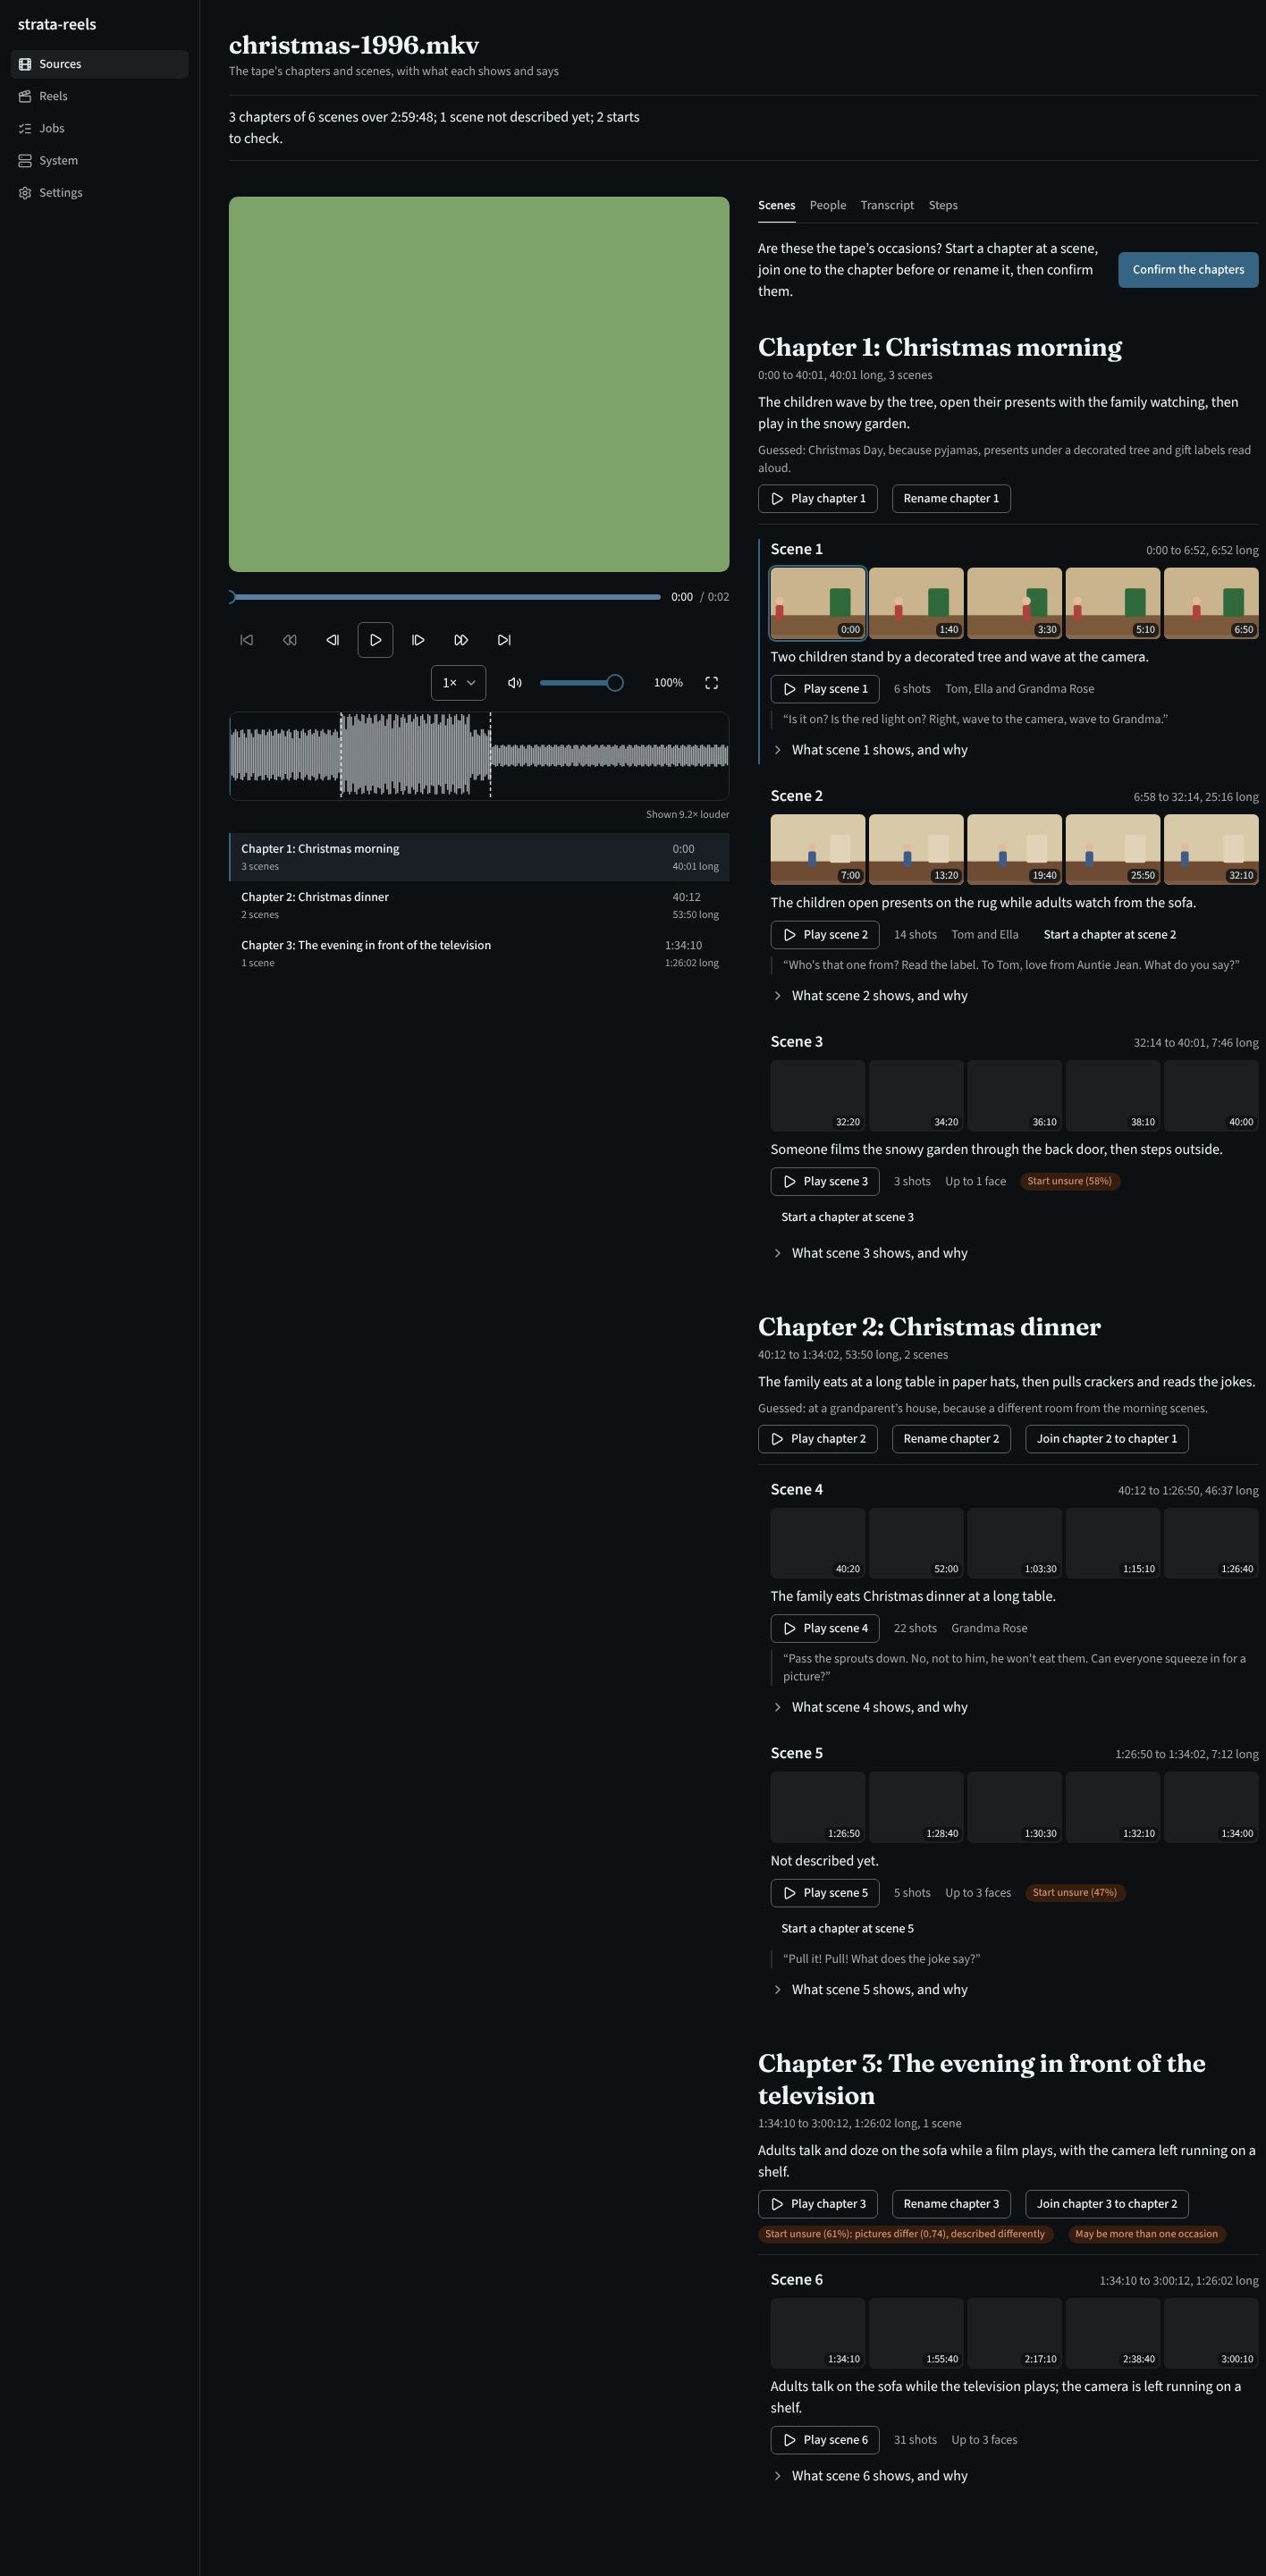 strata-reels
Sources
Reels
Jobs
System
Settings
christmas-1996.mkv
The tape's chapters and scenes, with what each shows and says
3 chapters of 6 scenes over 2:59:48; 1 scene not described yet; 2 starts
to check.
0:00 / 0:02
1×
100%
Shown 9.2× louder
Chapter 1: Christmas morning 0:00
3 scenes 40:01 long
Chapter 2: Christmas dinner 40:12
2 scenes 53:50 long
Chapter 3: The evening in front of the television 1:34:10
1 scene 1:26:02 long
Scenes People Transcript Steps
Are these the tape’s occasions? Start a chapter at a scene,
join one to the chapter before or rename it, then confirm
them.
Confirm the chapters
Chapter 1: Christmas morning
0:00 to 40:01, 40:01 long, 3 scenes
The children wave by the tree, open their presents with the family watching, then
play in the snowy garden.
Guessed: Christmas Day, because pyjamas, presents under a decorated tree and gift labels read
aloud.
Play chapter 1 Rename chapter 1
Scene 1 0:00 to 6:52, 6:52 long
0:00 1:40 3:30 5:10 6:50
Two children stand by a decorated tree and wave at the camera.
Play scene 1 6 shots Tom, Ella and Grandma Rose
“Is it on? Is the red light on? Right, wave to the camera, wave to Grandma.”
What scene 1 shows, and why
Scene 2 6:58 to 32:14, 25:16 long
7:00 13:20 19:40 25:50 32:10
The children open presents on the rug while adults watch from the sofa.
Play scene 2 14 shots Tom and Ella Start a chapter at scene 2
“Who's that one from? Read the label. To Tom, love from Auntie Jean. What do you say?”
What scene 2 shows, and why
Scene 3 32:14 to 40:01, 7:46 long
32:20 34:20 36:10 38:10 40:00
Someone films the snowy garden through the back door, then steps outside.
Play scene 3 3 shots Up to 1 face Start unsure (58%)
Start a chapter at scene 3
What scene 3 shows, and why
Chapter 2: Christmas dinner
40:12 to 1:34:02, 53:50 long, 2 scenes
The family eats at a long table in paper hats, then pulls crackers and reads the jokes.
Guessed: at a grandparent’s house, because a different room from the morning scenes.
Play chapter 2 Rename chapter 2 Join chapter 2 to chapter 1
Scene 4 40:12 to 1:26:50, 46:37 long
40:20 52:00 1:03:30 1:15:10 1:26:40
The family eats Christmas dinner at a long table.
Play scene 4 22 shots Grandma Rose
“Pass the sprouts down. No, not to him, he won't eat them. Can everyone squeeze in for a
picture?”
What scene 4 shows, and why
Scene 5 1:26:50 to 1:34:02, 7:12 long
1:26:50 1:28:40 1:30:30 1:32:10 1:34:00
Not described yet.
Play scene 5 5 shots Up to 3 faces Start unsure (47%)
Start a chapter at scene 5
“Pull it! Pull! What does the joke say?”
What scene 5 shows, and why
Chapter 3: The evening in front of the
television
1:34:10 to 3:00:12, 1:26:02 long, 1 scene
Adults talk and doze on the sofa while a film plays, with the camera left running on a
shelf.
Play chapter 3 Rename chapter 3 Join chapter 3 to chapter 2
Start unsure (61%): pictures differ (0.74), described differently May be more than one occasion
Scene 6 1:34:10 to 3:00:12, 1:26:02 long
1:34:10 1:55:40 2:17:10 2:38:40 3:00:10
Adults talk on the sofa while the television plays; the camera is left running on a
shelf.
Play scene 6 31 shots Up to 3 faces
What scene 6 shows, and why